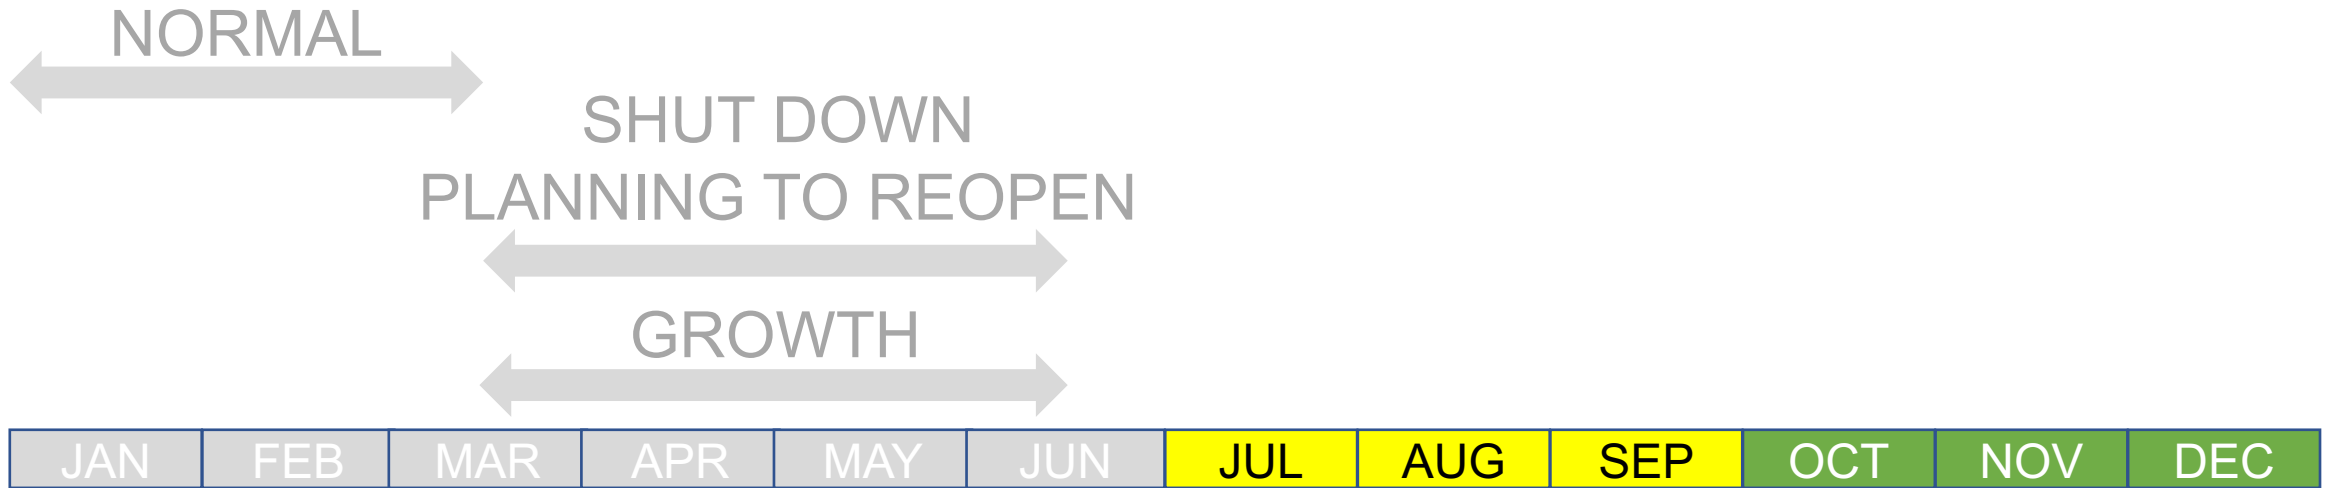 NORMAL
SHUT DOWN
PLANNING TO REOPEN
GROWTH
JAN FEB MAR APR MAY JUN JUL AUG SEP OCT NOV DEC